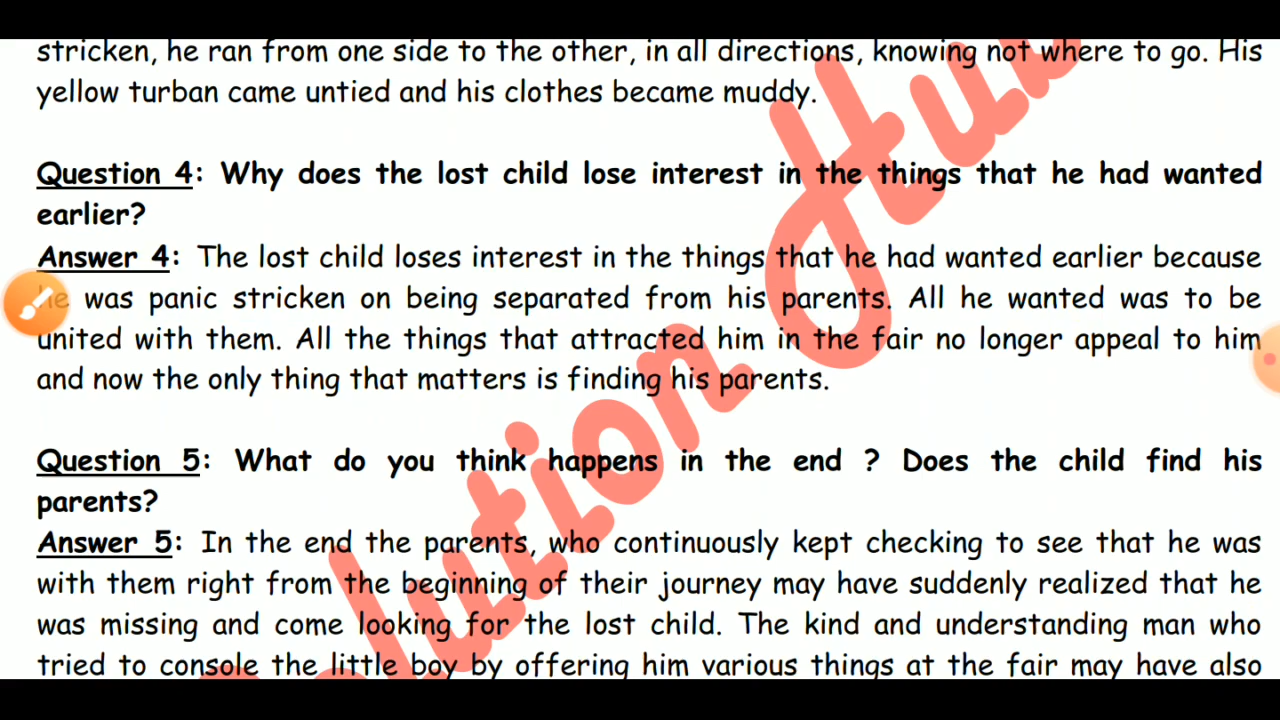 stricken, he ran from one side to the other, in all directions, knowing not where to go. His
yellow turban came untied and his clothes became muddy.
Question 4: Why does the lost child lose interest in the things that he had wanted
earlier?
Answer 4: The lost child loses interest in the things that he had wanted earlier because
he was panic stricken on being separated from his parents. All he wanted was to be
united with them. All the things that attracted him in the fair no longer appeal to him
and now the only thing that matters is finding his parents.
Question 5: What do you think happens in the end ? Does the child find his
parents?
Answer 5: In the end the parents, who continuously kept checking to see that he was
with them right from the beginning of their journey may have suddenly realized that he
was missing and come looking for the lost child. The kind and understanding man who
tried to console the little boy by offering him various things at the fair may have also